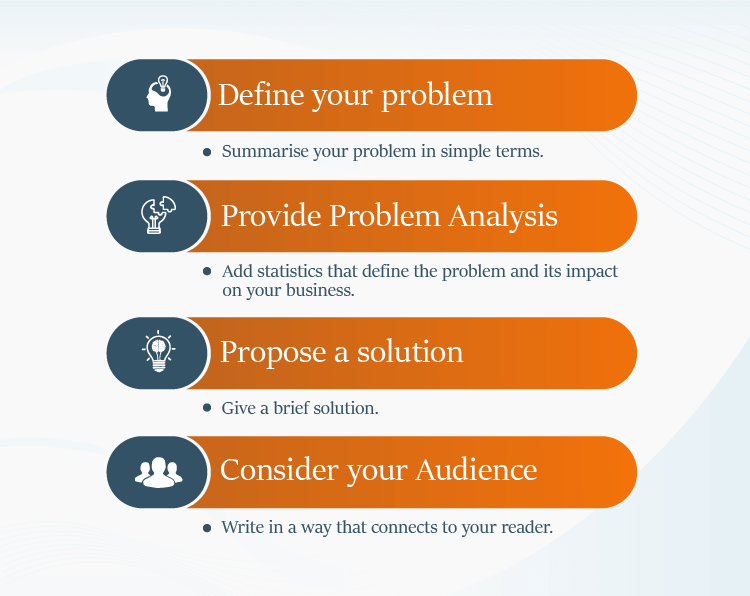 Define your problem
Summarise your problem in simple terms.
Provide Problem Analysis
Add statistics that define the problem and its impact
on your business.
Propose a solution
Give a brief solution.
Consider your Audience
Write in a way that connects to your reader.